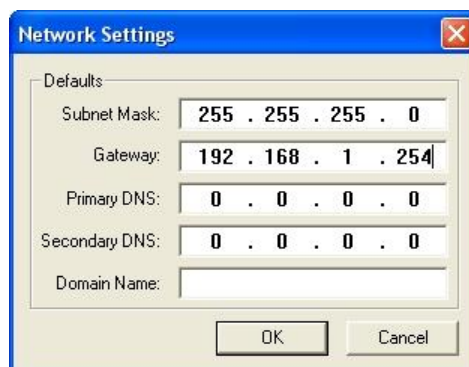 Network Settings
Defaults
Subnet Mask: 255 . 255 . 255 . 0
Gateway: 192 . 168 . 1 . 254
Primary DNS: 0 . 0 . 0 . 0
Secondary DNS: 0 . 0 . 0 . 0
Domain Name:
OK Cancel